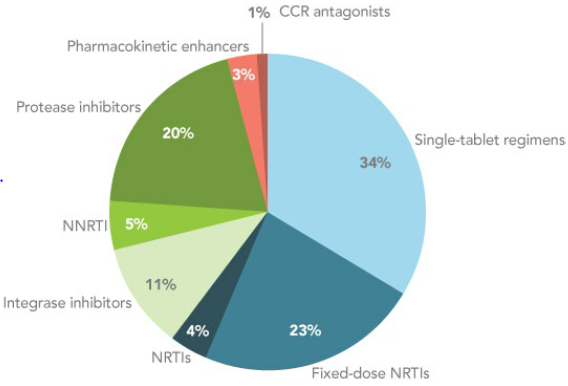 1% CCR antagonists
Pharmacokinetic enhancers
3%
Protease inhibitors
20%
Single-tablet regimens
34%
NNRTI
5%
11%
Integrase inhibitors
4%
23%
NRTIs
Fixed-dose NRTIs